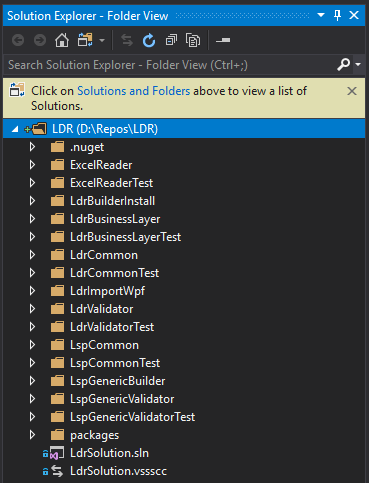 Solution Explorer - Folder View
Search Solution Explorer - Folder View (Ctrl+;)
Click on Solutions and Folders above to view a list of
Solutions.
LDR (D:\Repos\LDR)
.nuget
ExcelReader
ExcelReaderTest
LdrBuilderInstall
LdrBusinessLayer
LdrBusinessLayerTest
LdrCommon
LdrCommonTest
LdrImportWpf
LdrValidator
LdrValidatorTest
LspCommon
LspCommonTest
LspGenericBuilder
LspGenericValidator
LspGenericValidatorTest
packages
LdrSolution.sln
LdrSolution.vssscc